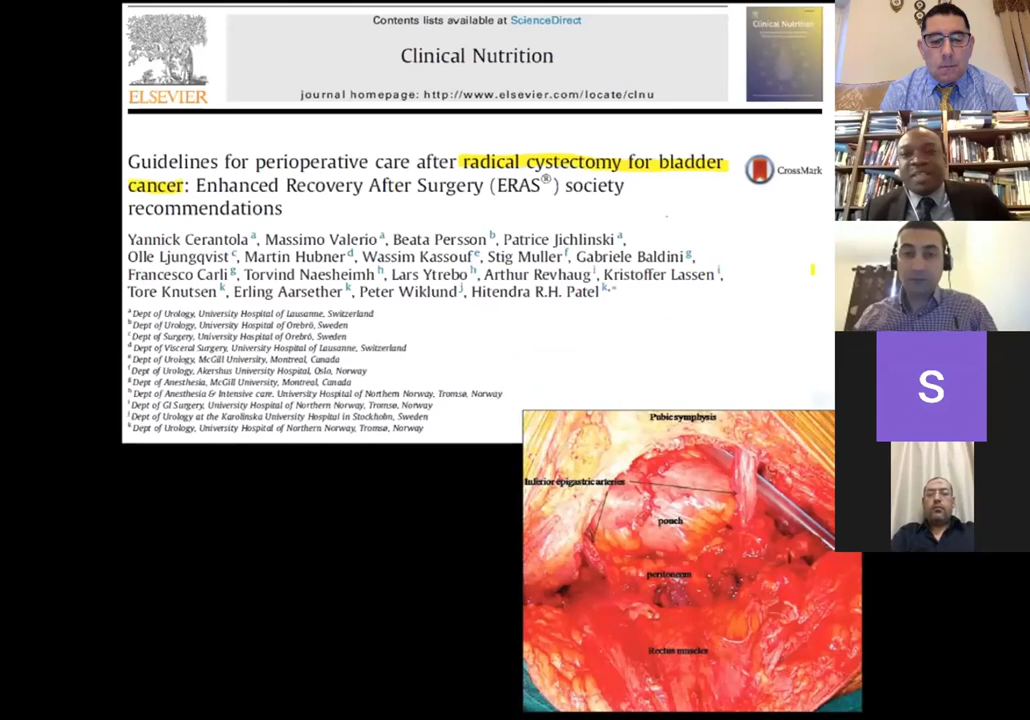 Contents lists available at ScienceDirect
Clinical Nutrition
journal homepage: http://www.elsevier.com/locate/clnu
ELSEVIER
Clinical Nutrition
CrossMark
Guidelines for perioperative care after radical cystectomy for bladder
cancer: Enhanced Recovery After Surgery (ERAS®) society
recommendations
Yannick Cerantola a, Massimo Valerio a, Beata Persson b, Patrice Jichlinski a,
Olle Ljungqvist c, Martin Hubner d, Wassim Kassouf e, Stig Muller f, Gabriele Baldini g,
Francesco Carli g, Torvind Naesheimh h, Lars Ytrebo h, Arthur Revhaug i, Kristoffer Lassen i,
Tore Knutsen k, Erling Aarsether k, Peter Wiklund j, Hitendra R.H. Patel k,*
a Dept of Urology, University Hospital of Lausanne, Switzerland
b Dept of Urology, University Hospital of Örebrö, Sweden
c Dept of Surgery, University Hospital of Örebrö, Sweden
d Dept of Visceral Surgery, University Hospital of Lausanne, Switzerland
e Dept of Urology, McGill University, Montreal, Canada
f Dept of Urology, Akershus University Hospital, Oslo, Norway
g Dept of Anesthesia, McGill University, Montreal, Canada
h Dept of Anesthesia & Intensive care, University Hospital of Northern Norway, Tromsø, Norway
i Dept of GI Surgery, University Hospital of Northern Norway, Tromsø, Norway
j Dept of Urology at the Karolinska University Hospital in Stockohn, Sweden
k Dept of Urology, University Hospital of Northern Norway, Tromsø, Norway
Pubic symphysis
Inferior epigastric arteries
pouch
peritoneum
Rectus muscles
S